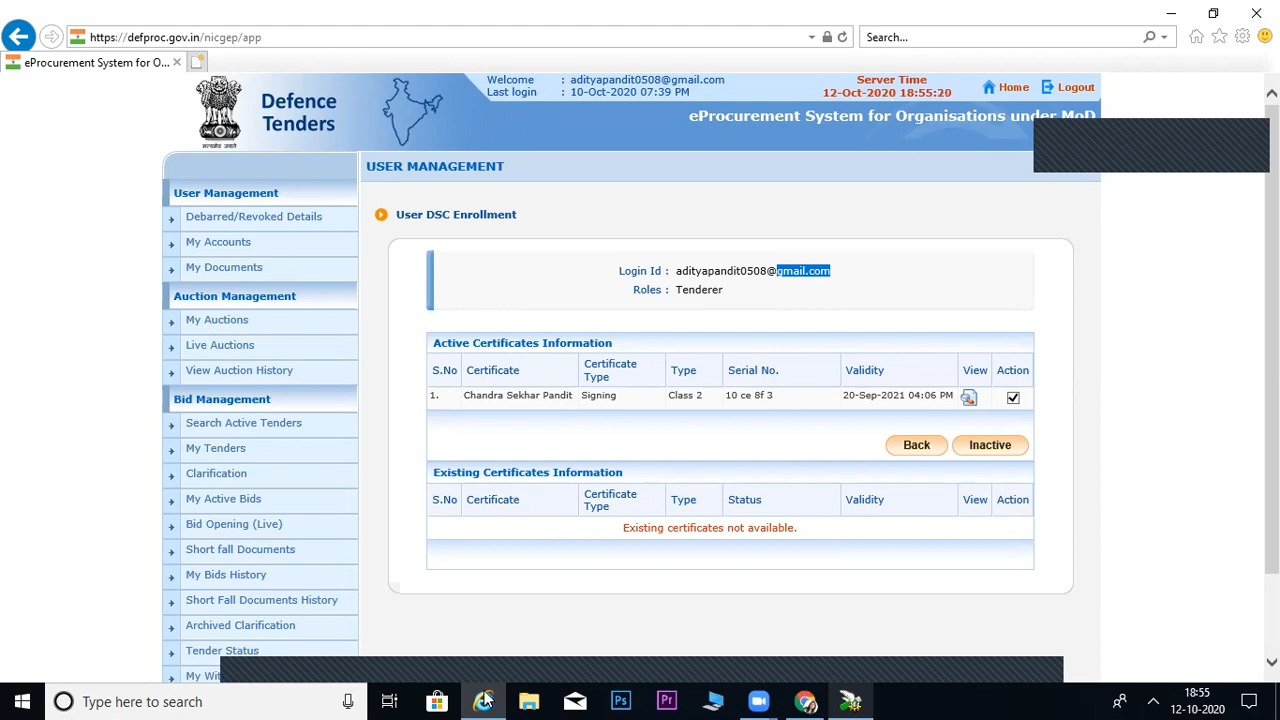 https://defproc.gov.in/nicgep/app
Search...
eProcurement System for O...
Welcome : adityapandit0508@gmail.com
Last login : 10-Oct-2020 07:39 PM
Server Time
12-Oct-2020 18:55:20
Home
Logout
सत्यमेव जयते
Defence
Tenders
eProcurement System for Organisations under MoD
USER MANAGEMENT
User Management
Debarred/Revoked Details
My Accounts
My Documents
Auction Management
My Auctions
Live Auctions
View Auction History
Bid Management
Search Active Tenders
My Tenders
Clarification
My Active Bids
Bid Opening (Live)
Short fall Documents
My Bids History
Short Fall Documents History
Archived Clarification
Tender Status
My Wit
User DSC Enrollment
Login Id : adityapandit0508@gmail.com
Roles : Tenderer
Active Certificates Information
S.No Certificate Certificate Type Type Serial No. Validity View Action
1. Chandra Sekhar Pandit Signing Class 2 10 ce 8f 3 20-Sep-2021 04:06 PM
Back Inactive
Existing Certificates Information
S.No Certificate Certificate Type Type Status Validity View Action
Existing certificates not available.
Type here to search
Ps
Pr
18:55
12-10-2020